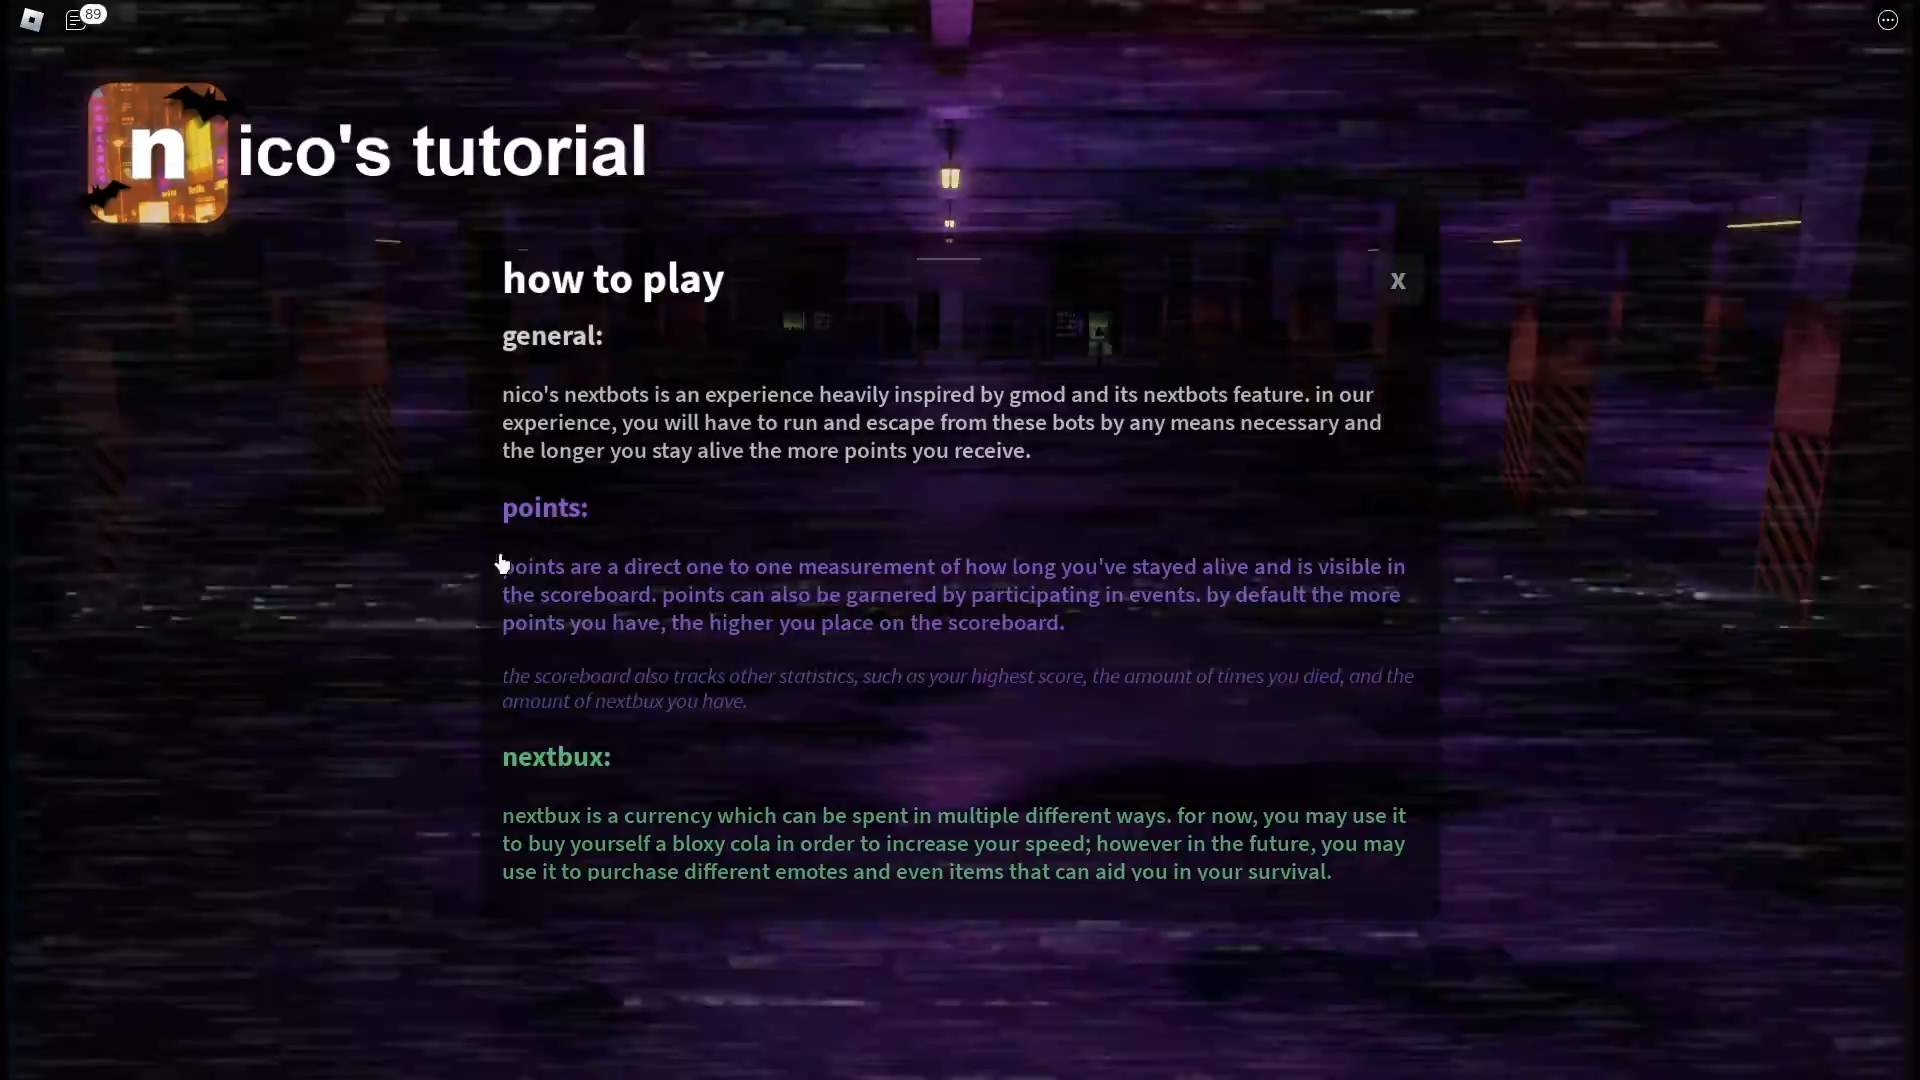 89
nico's tutorial
how to play
X
general:
nico's nextbots is an experience heavily inspired by gmod and its nextbots feature. in our
experience, you will have to run and escape from these bots by any means necessary and
the longer you stay alive the more points you receive.
points:
points are a direct one to one measurement of how long you've stayed alive and is visible in
the scoreboard. points can also be garnered by participating in events. by default the more
points you have, the higher you place on the scoreboard.
the scoreboard also tracks other statistics, such as your highest score, the amount of times you died, and the
amount of nextbux you have.
nextbux:
nextbux is a currency which can be spent in multiple different ways. for now, you may use it
to buy yourself a bloxy cola in order to increase your speed; however in the future, you may
use it to purchase different emotes and even items that can aid you in your survival.